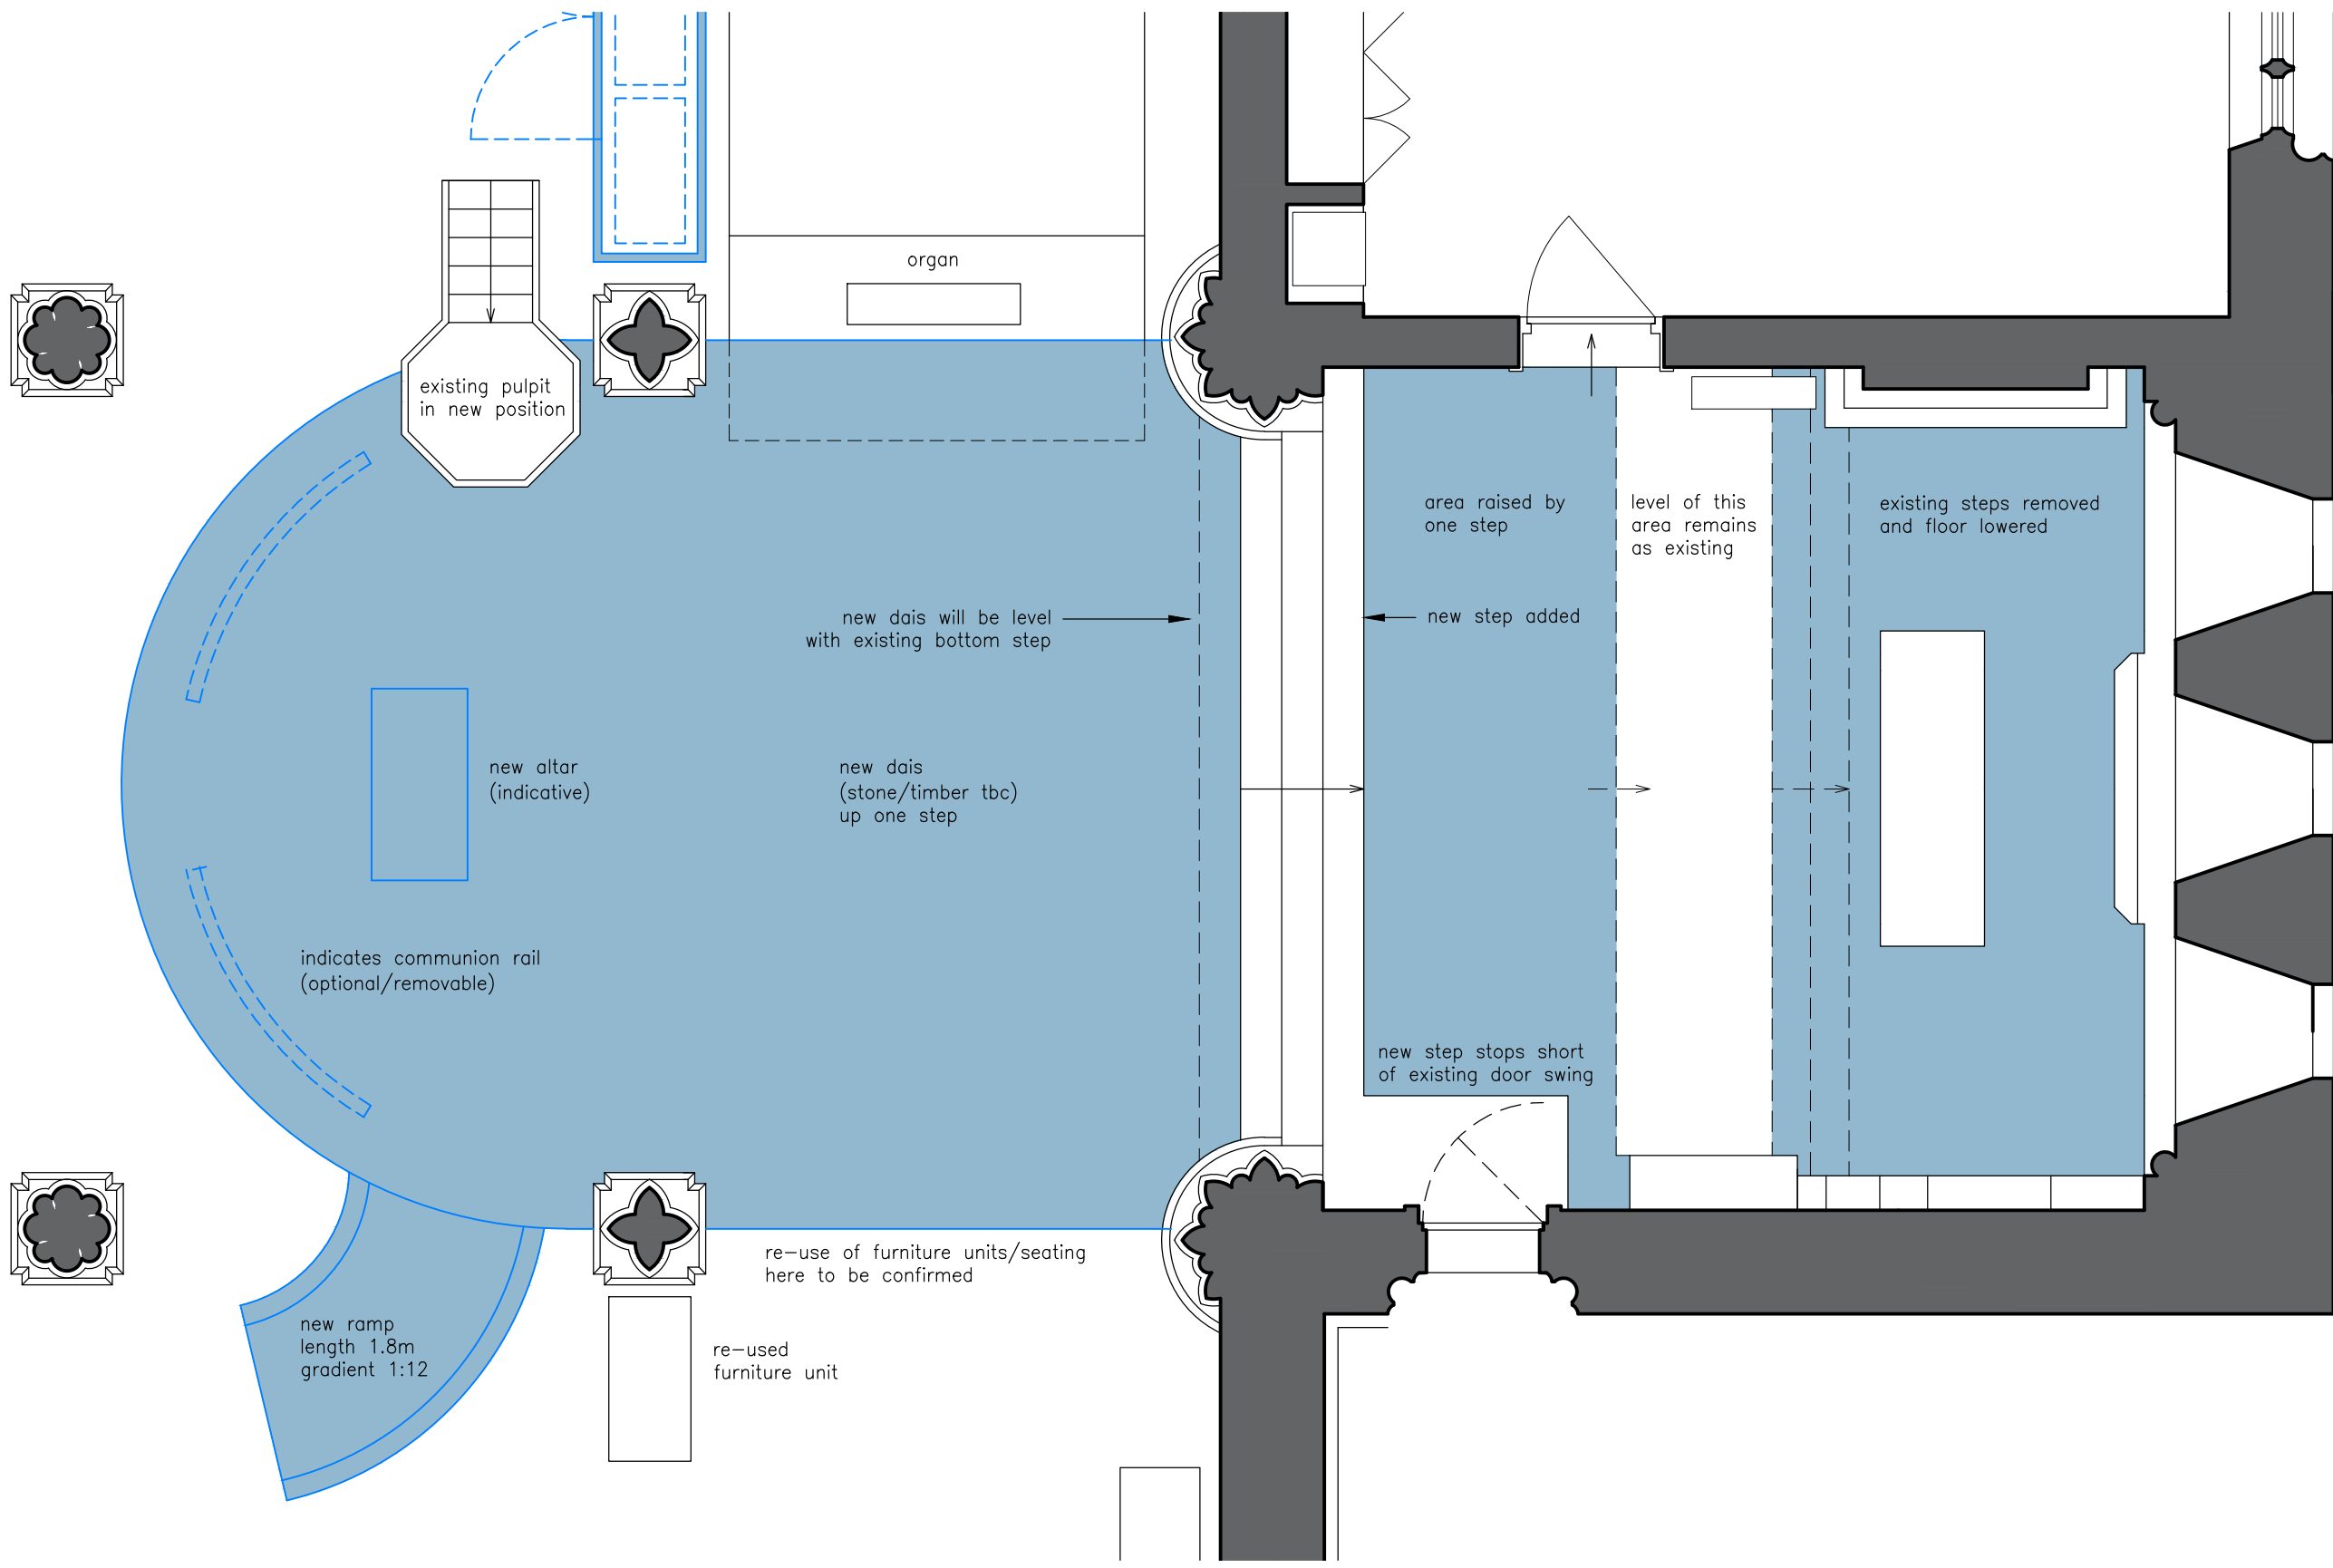 organ
existing pulpit
in new position
area raised by
one step
level of this
area remains
as existing
existing steps removed
and floor lowered
new dais will be level
with existing bottom step
new step added
new altar
(indicative)
new dais
(stone/timber tbc)
up one step
indicates communion rail
(optional/removable)
new step stops short
of existing door swing
re-use of furniture units/seating
here to be confirmed
new ramp
length 1.8m
gradient 1:12
re-used
furniture unit